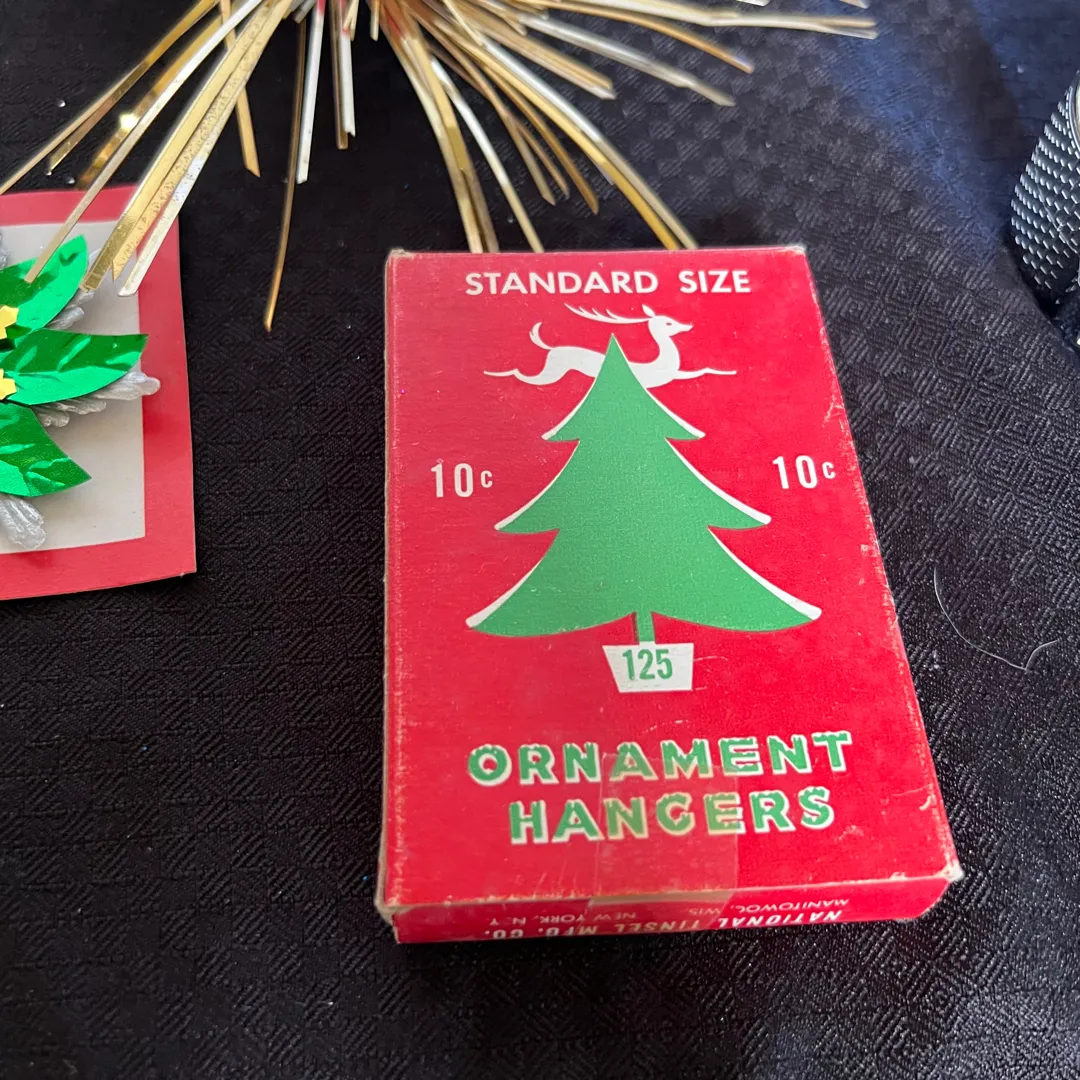 STANDARD SIZE
10c 10c
125
ORNAMENT
HANGERS
NATIONAL TINSEL MFG. CO.
MANITOWOC, WIS. NEW YORK, N.Y.